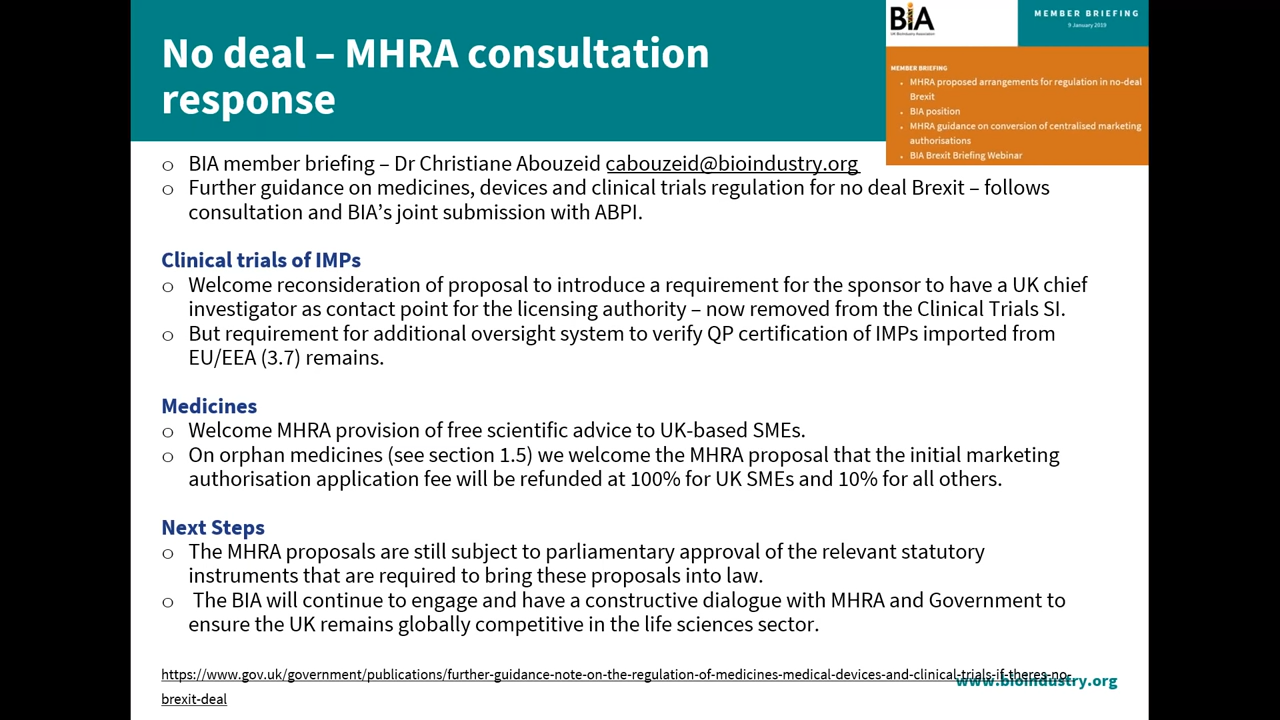 No deal – MHRA consultation
response
BIA
UK BioIndustry Association
MEMBER BRIEFING
9 January 2019
MEMBER BRIEFING
• MHRA proposed arrangements for regulation in no-deal
Brexit
• BIA position
• MHRA guidance on conversion of centralised marketing
authorisations
• BIA Brexit Briefing Webinar
o BIA member briefing – Dr Christiane Abouzeid cabouzeid@bioindustry.org
o Further guidance on medicines, devices and clinical trials regulation for no deal Brexit – follows
consultation and BIA’s joint submission with ABPI.
Clinical trials of IMPs
o Welcome reconsideration of proposal to introduce a requirement for the sponsor to have a UK chief
investigator as contact point for the licensing authority – now removed from the Clinical Trials SI.
o But requirement for additional oversight system to verify QP certification of IMPs imported from
EU/EEA (3.7) remains.
Medicines
o Welcome MHRA provision of free scientific advice to UK-based SMEs.
o On orphan medicines (see section 1.5) we welcome the MHRA proposal that the initial marketing
authorisation application fee will be refunded at 100% for UK SMEs and 10% for all others.
Next Steps
o The MHRA proposals are still subject to parliamentary approval of the relevant statutory
instruments that are required to bring these proposals into law.
o The BIA will continue to engage and have a constructive dialogue with MHRA and Government to
ensure the UK remains globally competitive in the life sciences sector.
https://www.gov.uk/government/publications/further-guidance-note-on-the-regulation-of-medicines-medical-devices-and-clinical-trials-if-theres-no-
brexit-deal
www.bioindustry.org